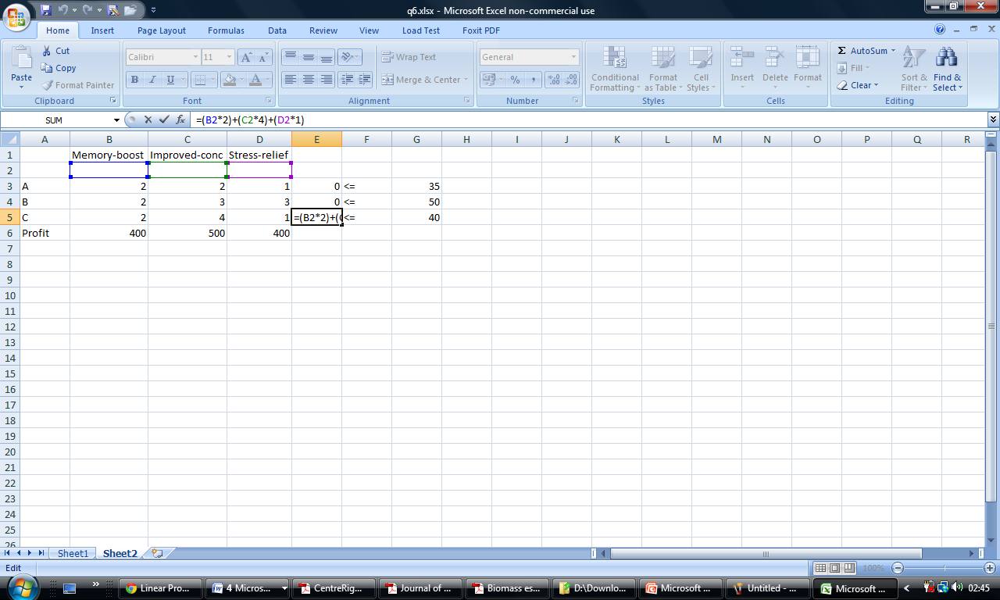 q6.xlsx - Microsoft Excel non-commercial use
Home Insert Page Layout Formulas Data Review View Load Test Foxit PDF
Paste Cut Copy Format Painter Clipboard
Calibri 11 B I U A A A Font
Wrap Text Merge & Center Alignment
General % , Number
Conditional Formatting Format as Table Cell Styles Styles
Insert Delete Format Cells
Σ AutoSum Fill Clear Sort & Filter Find & Select Editing
SUM fx =(B2*2)+(C2*4)+(D2*1)
A B C D E F G H I J K L M N O P Q R
1 Memory-boost Improved-conc Stress-relief
2
3 A 2 2 1 0 <= 35
4 B 2 3 3 0 <= 50
5 C 2 4 1 =(B2*2)+(C <= 40
6 Profit 400 500 400
7
8
9
10
11
12
13
14
15
16
17
18
19
20
21
22
23
24
25
26
Sheet1 Sheet2
Edit 100%
Linear Pro... 4 Micros... CentreRig... Journal of ... Biomass es... D:\Downlo... Microsoft ... Untitled - ... Microsoft ... 02:45